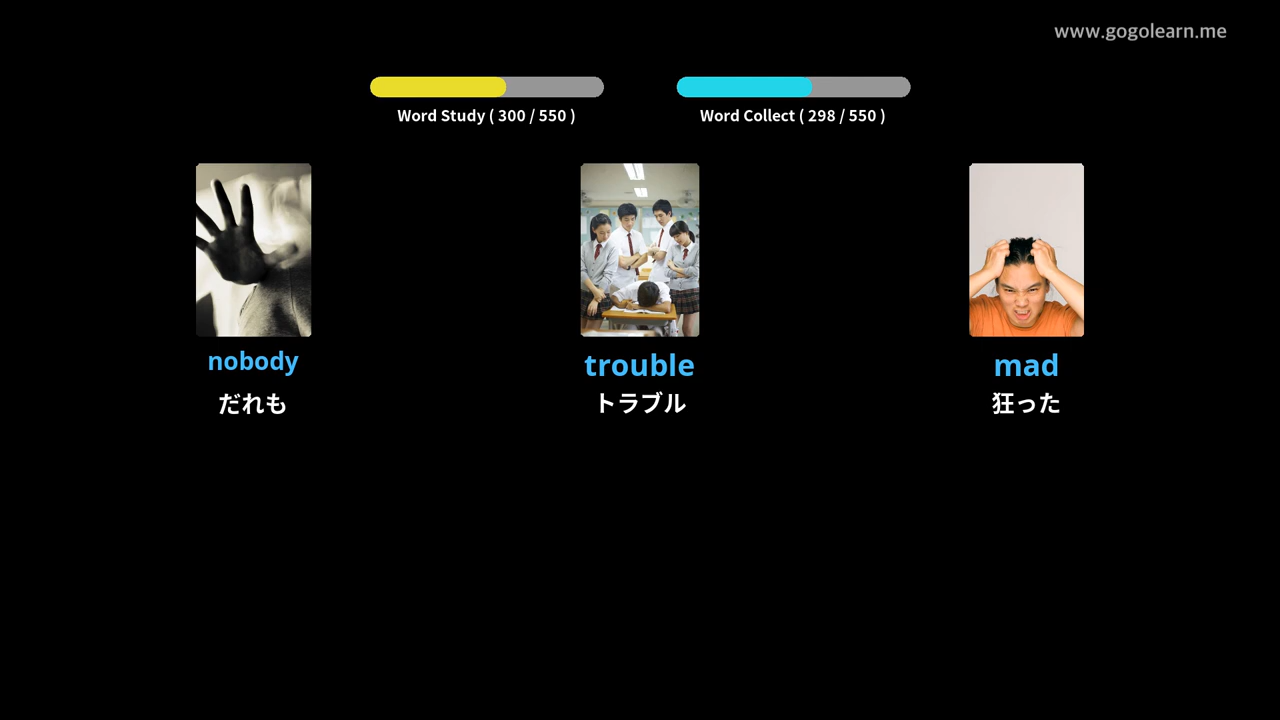 www.gogolearn.me
Word Study ( 300 / 550 )
Word Collect ( 298 / 550 )
nobody
だれも
trouble
トラブル
mad
狂った